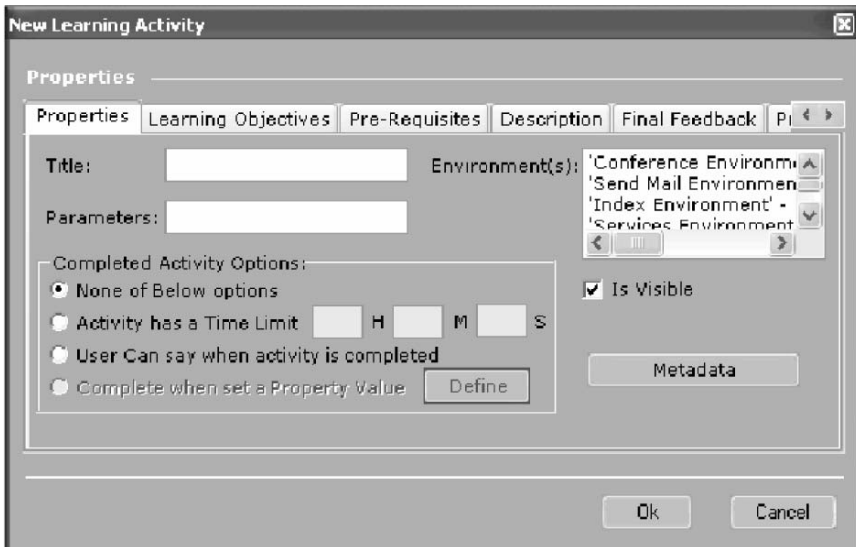 New Learning Activity
Properties
Properties Learning Objectives Pre-Requisites Description Final Feedback
Title:
Environment(s):
'Conference Environm
'Send Mail Environmen
'Index Environment' -
'Services Environment
Parameters:
Completed Activity Options:
None of Below options
Activity has a Time Limit H M S
User Can say when activity is completed
Complete when set a Property Value Define
Is Visible
Metadata
Ok Cancel